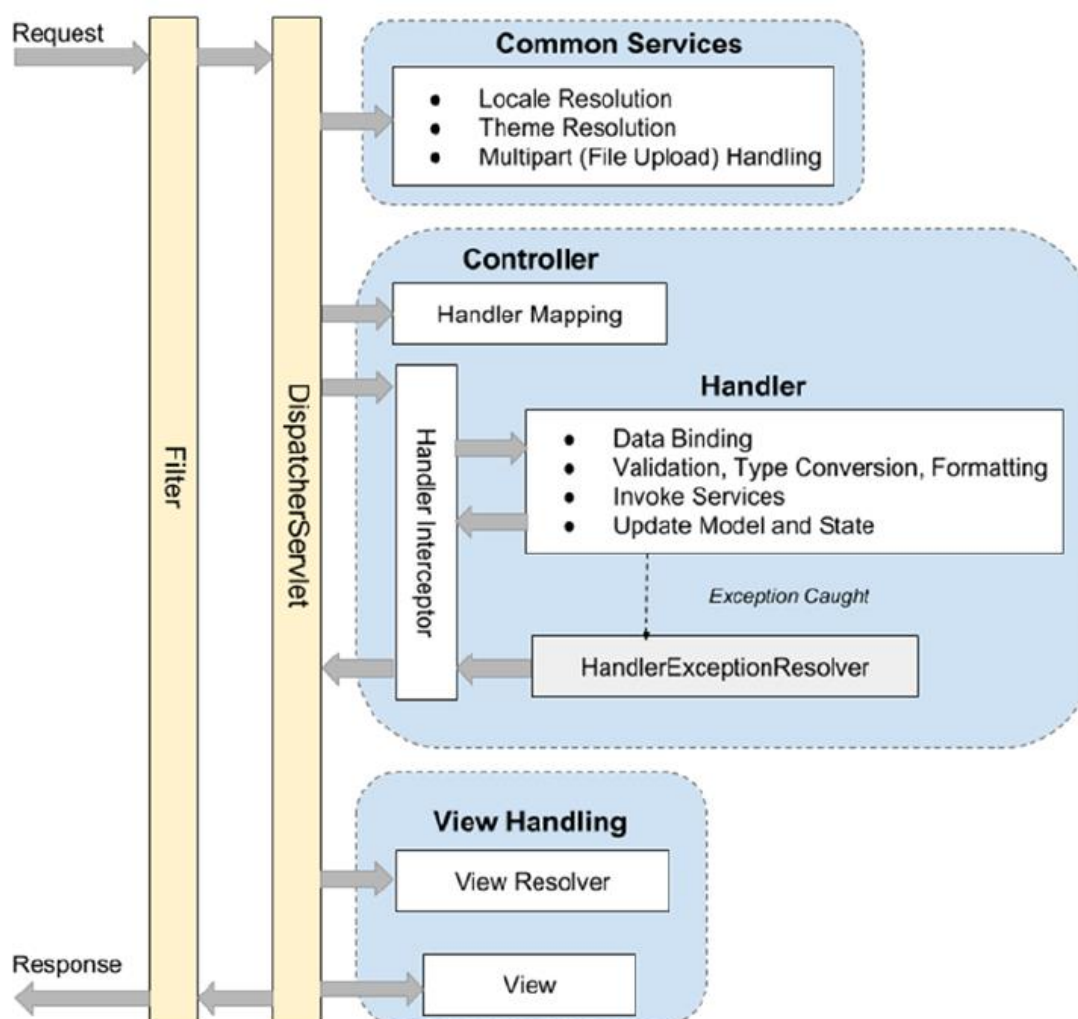 Request
Common Services
Locale Resolution
Theme Resolution
Multipart (File Upload) Handling
Controller
Handler Mapping
Handler
Data Binding
Validation, Type Conversion, Formatting
Invoke Services
Update Model and State
Filter
DispatcherServlet
Handler Interceptor
Exception Caught
HandlerExceptionResolver
View Handling
View Resolver
Response
View